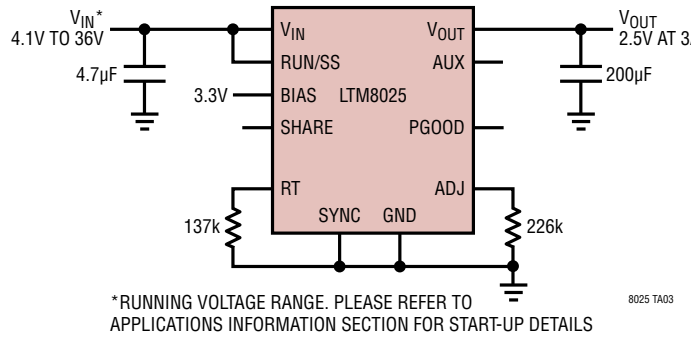 VIN*
4.1V TO 36V
4.7µF
VIN
RUN/SS
3.3V
BIAS
LTM8025
SHARE
RT
137k
SYNC
GND
VOUT
AUX
PGOOD
ADJ
226k
VOUT
2.5V AT 3.
200µF
*RUNNING VOLTAGE RANGE. PLEASE REFER TO
APPLICATIONS INFORMATION SECTION FOR START-UP DETAILS
8025 TA03